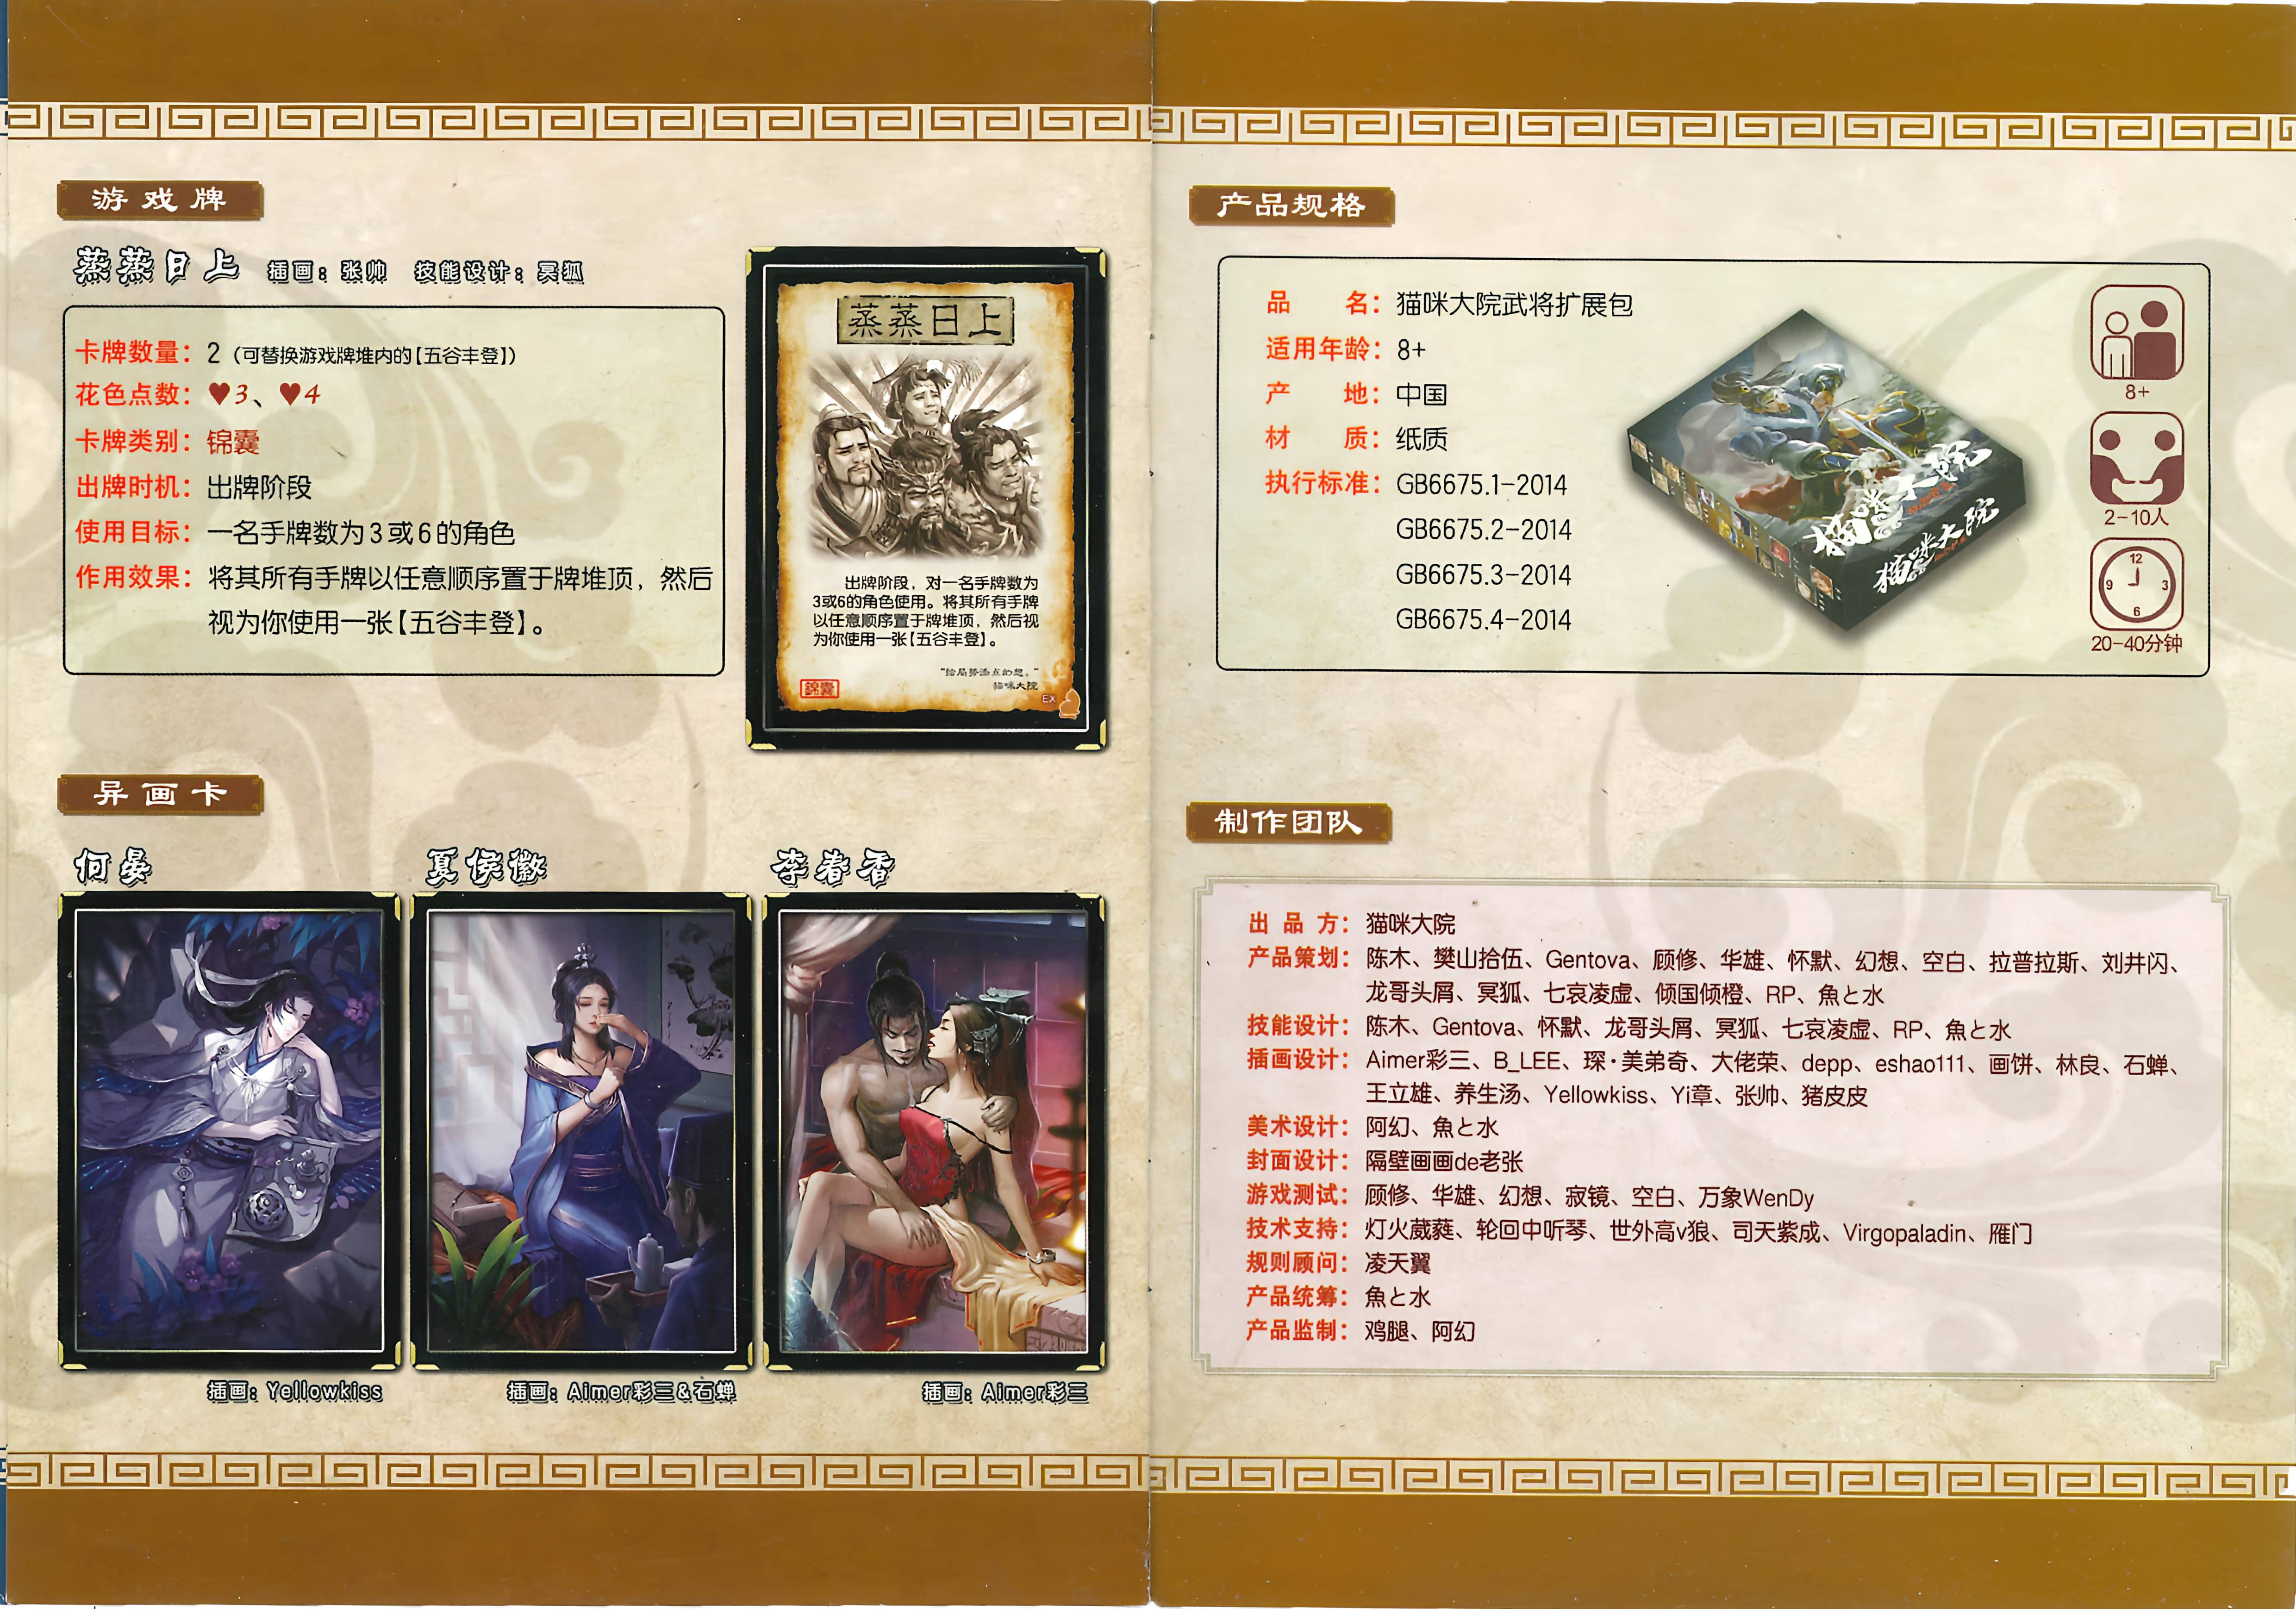 游戏牌
蒸蒸日上 插画：张帅 技能设计：冥狐
卡牌数量：2（可替换游戏牌堆内的【五谷丰登】）
花色点数：♥3、♥4
卡牌类别：锦囊
出牌时机：出牌阶段
使用目标：一名手牌数为3或6的角色
作用效果：将其所有手牌以任意顺序置于牌堆顶，然后
视为你使用一张【五谷丰登】。
蒸蒸日上
出牌阶段，对一名手牌数为
3或6的角色使用。将其所有手牌
以任意顺序置于牌堆顶，然后视
为你使用一张【五谷丰登】。
“给局势添点幻想。”
猫咪大院
錦囊
EX
异画卡
何晏
夏侯徽
李春香
插画：Yellowkiss
插画：Aimer彩三&石蝉
插画：Aimer彩三
产品规格
品名：猫咪大院武将扩展包
适用年龄：8+
产地：中国
材质：纸质
执行标准：GB6675.1-2014
GB6675.2-2014
GB6675.3-2014
GB6675.4-2014
猫咪大院
猫咪大院
8+
2-10人
12
9
3
6
20-40分钟
制作团队
出品方：猫咪大院
产品策划：陈木、樊山拾伍、Gentova、顾修、华雄、怀默、幻想、空白、拉普拉斯、刘井闪、
龙哥头屑、冥狐、七哀凌虚、倾国倾橙、RP、魚と水
技能设计：陈木、Gentova、怀默、龙哥头屑、冥狐、七哀凌虚、RP、魚と水
插画设计：Aimer彩三、B_LEE、琛·美弟奇、大佬荣、depp、eshao111、画饼、林良、石蝉、
王立雄、养生汤、Yellowkiss、Yi章、张帅、猪皮皮
美术设计：阿幻、魚と水
封面设计：隔壁画画de老张
游戏测试：顾修、华雄、幻想、寂镜、空白、万象WenDy
技术支持：灯火葳蕤、轮回中听琴、世外高v狼、司天紫成、Virgopaladin、雁门
规则顾问：凌天翼
产品统筹：魚と水
产品监制：鸡腿、阿幻